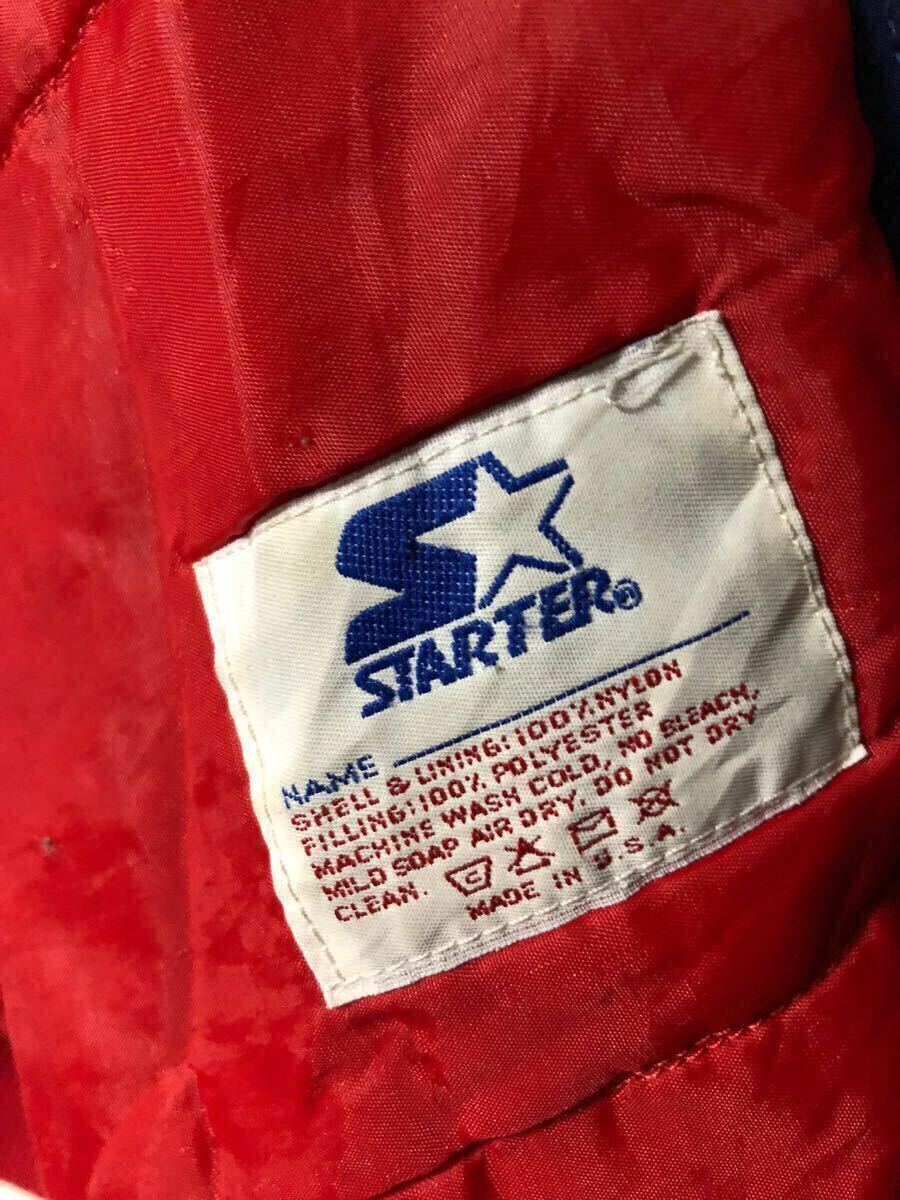 STARTER®
NAME
SHELL & LINING: 100% NYLON
FILLING: 100% POLYESTER
MACHINE WASH COLD, NO BLEACH,
MILD SOAP AIR DRY. DO NOT DRY
CLEAN.
MADE IN U.S.A.